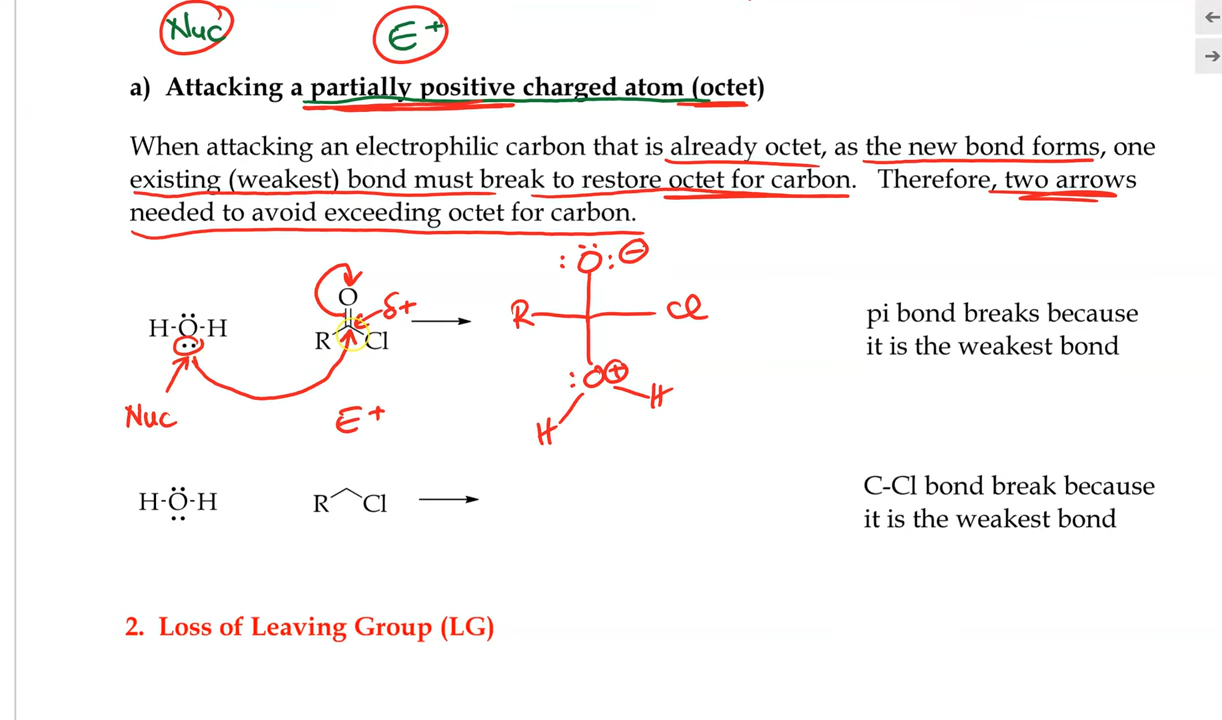 Nuc E+
a) Attacking a partially positive charged atom (octet)
When attacking an electrophilic carbon that is already octet, as the new bond forms, one
existing (weakest) bond must break to restore octet for carbon. Therefore, two arrows
needed to avoid exceeding octet for carbon.
:Ö:⊖
O δ+
H-Ö-H R Cl → R Cl pi bond breaks because
it is the weakest bond
:O⊕
Nuc E+ H H
H-Ö-H R Cl → C-Cl bond break because
it is the weakest bond
2. Loss of Leaving Group (LG)